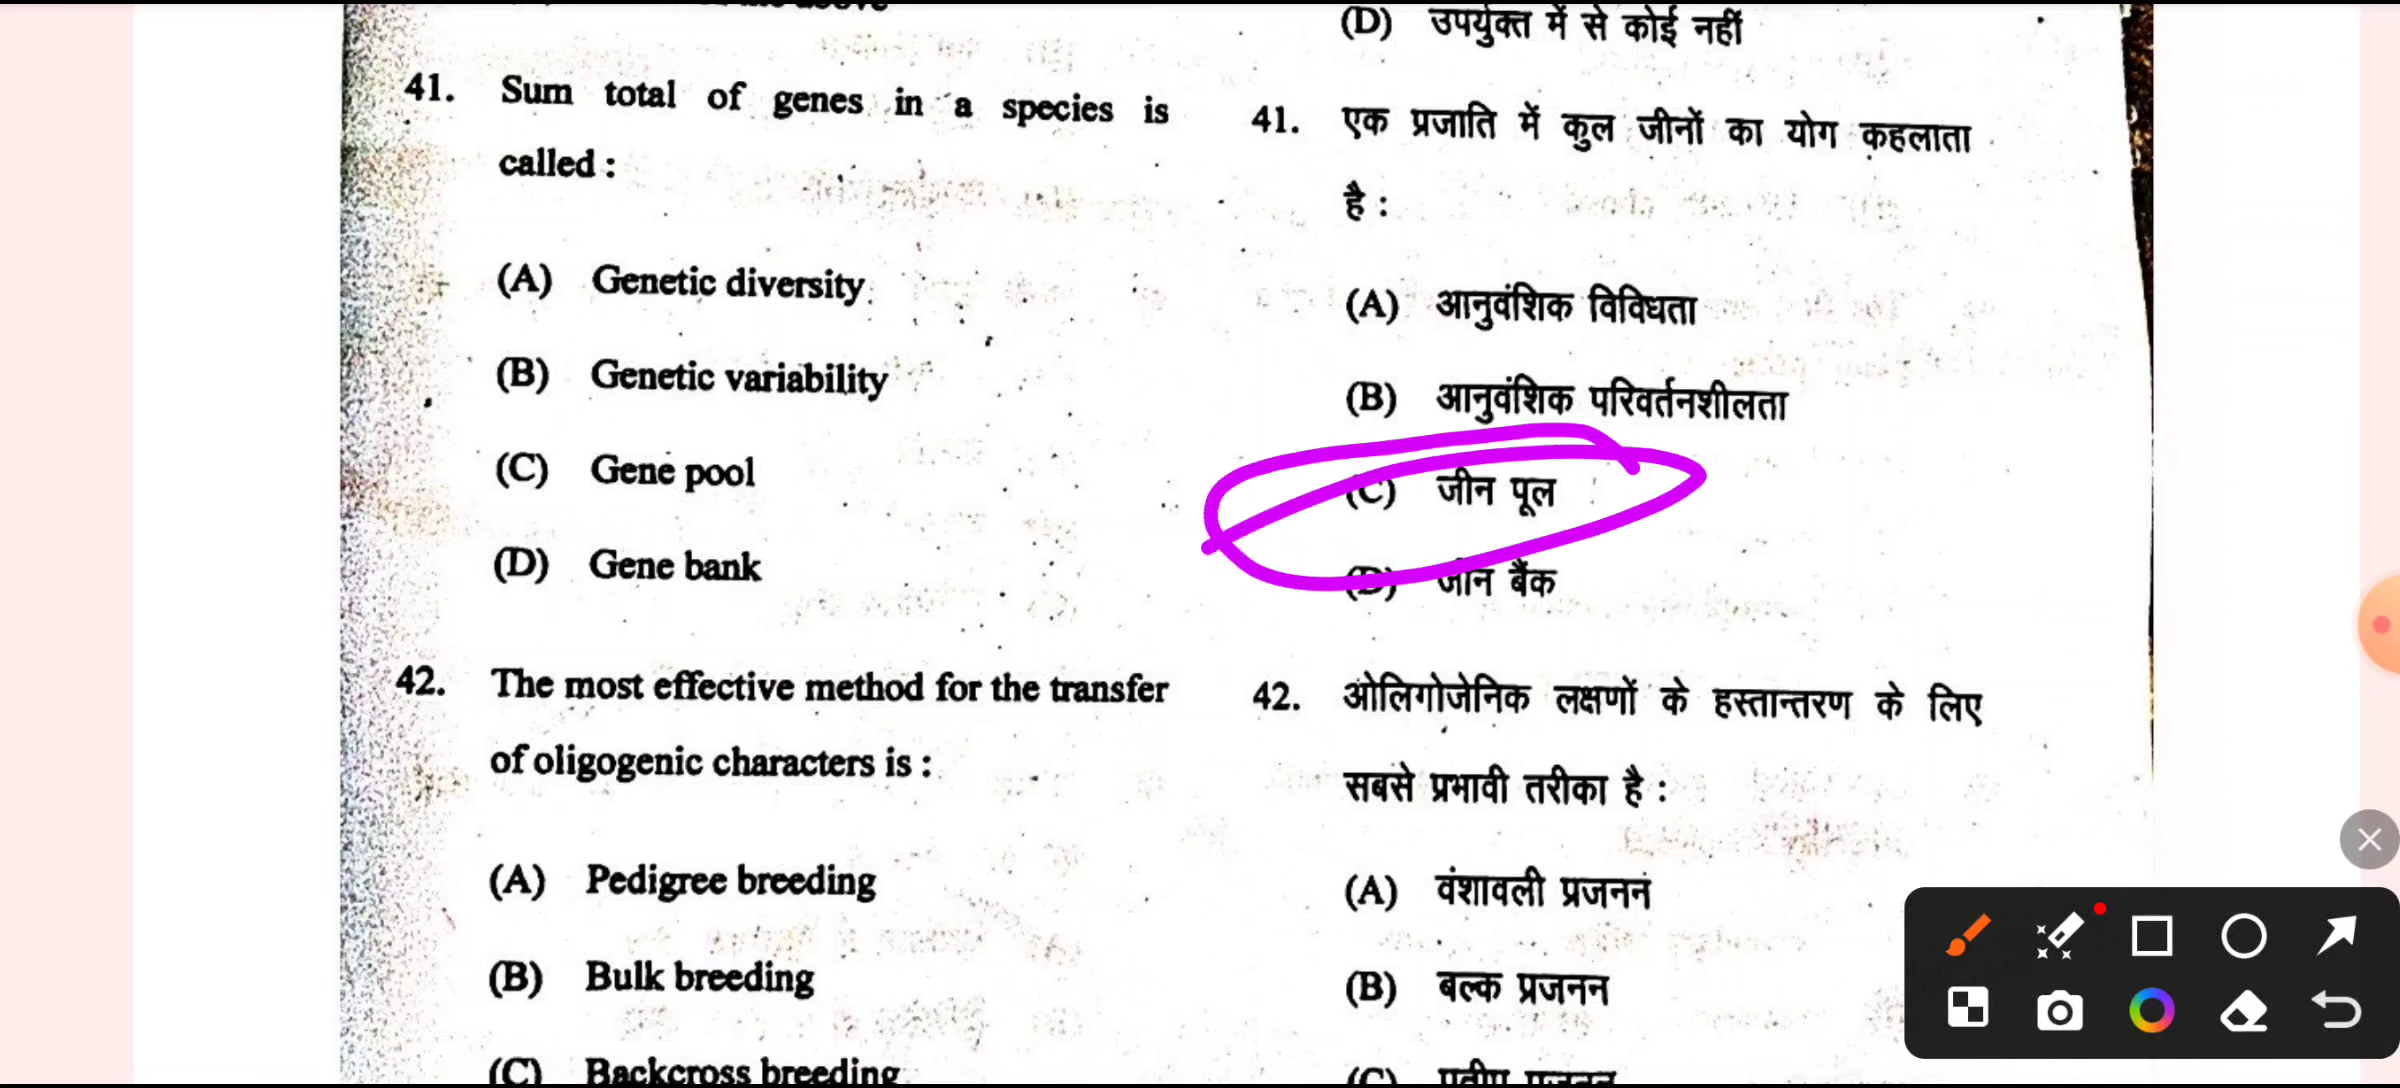 (D) उपर्युक्त में से कोई नहीं
41. Sum total of genes in a species is
called :
(A) Genetic diversity
(B) Genetic variability
(C) Gene pool
(D) Gene bank
42. The most effective method for the transfer
of oligogenic characters is :
(A) Pedigree breeding
(B) Bulk breeding
(C) Backcross breeding
41. एक प्रजाति में कुल जीनों का योग कहलाता
है :
(A) आनुवंशिक विविधता
(B) आनुवंशिक परिवर्तनशीलता
(C) जीन पूल
(D) जीन बैंक
42. ओलिगोजेनिक लक्षणों के हस्तान्तरण के लिए
सबसे प्रभावी तरीका है :
(A) वंशावली प्रजनन
(B) बल्क प्रजनन
(C)